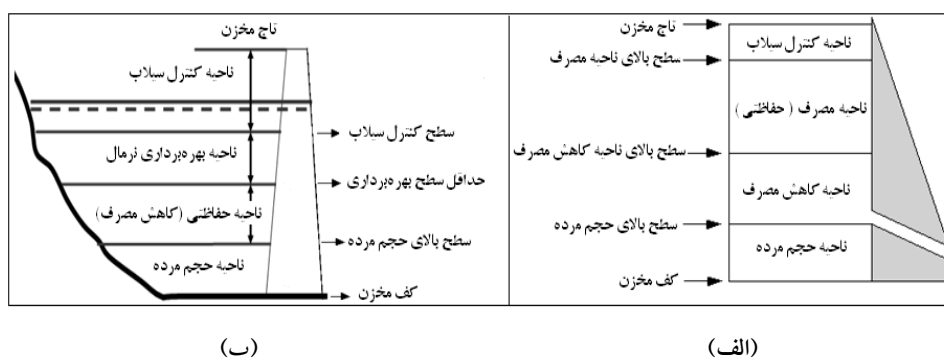 تاج مخزن
ناحیه کنترل سیلاب
سطح بالای ناحیه مصرف
ناحیه مصرف (حفاظتی)
سطح بالای ناحیه کاهش مصرف
ناحیه کاهش مصرف
سطح بالای حجم مرده
ناحیه حجم مرده
کف مخزن
(الف)
تاج مخزن
ناحیه کنترل سیلاب
سطح کنترل سیلاب
ناحیه بهره‌برداری نرمال
حداقل سطح بهره‌برداری
ناحیه حفاظتی (کاهش مصرف)
سطح بالای حجم مرده
ناحیه حجم مرده
کف مخزن
(ب)